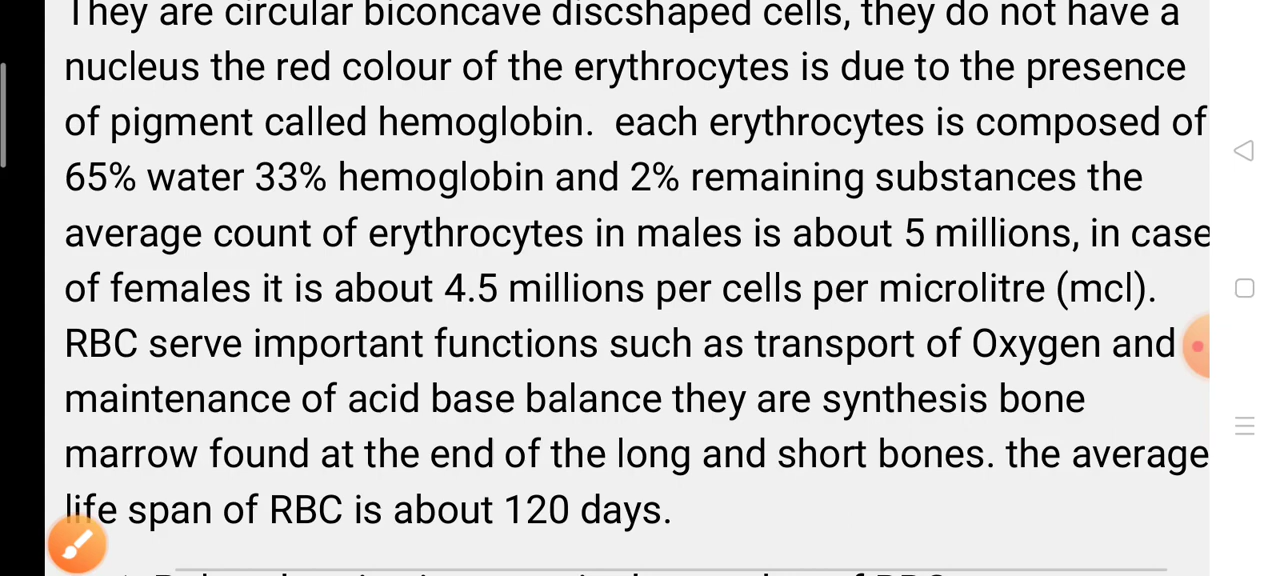 They are circular biconcave discshaped cells, they do not have a
nucleus the red colour of the erythrocytes is due to the presence
of pigment called hemoglobin.  each erythrocytes is composed of
65% water 33% hemoglobin and 2% remaining substances the
average count of erythrocytes in males is about 5 millions, in case
of females it is about 4.5 millions per cells per microlitre (mcl).
RBC serve important functions such as transport of Oxygen and
maintenance of acid base balance they are synthesis bone
marrow found at the end of the long and short bones. the average
life span of RBC is about 120 days.